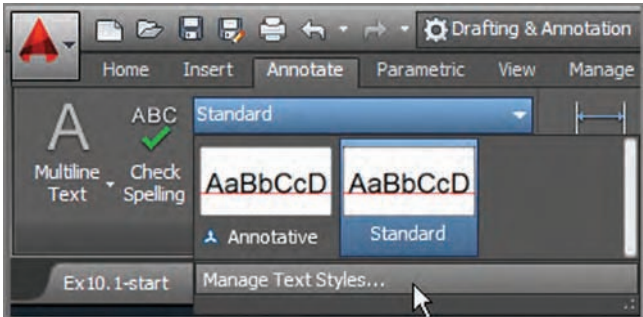 Drafting & Annotation
Home Insert Annotate Parametric View Manage
A ABC Standard
Multiline Text
Check Spelling
AaBbCcD AaBbCcD
Annotative Standard
Ex10.1-start
Manage Text Styles...